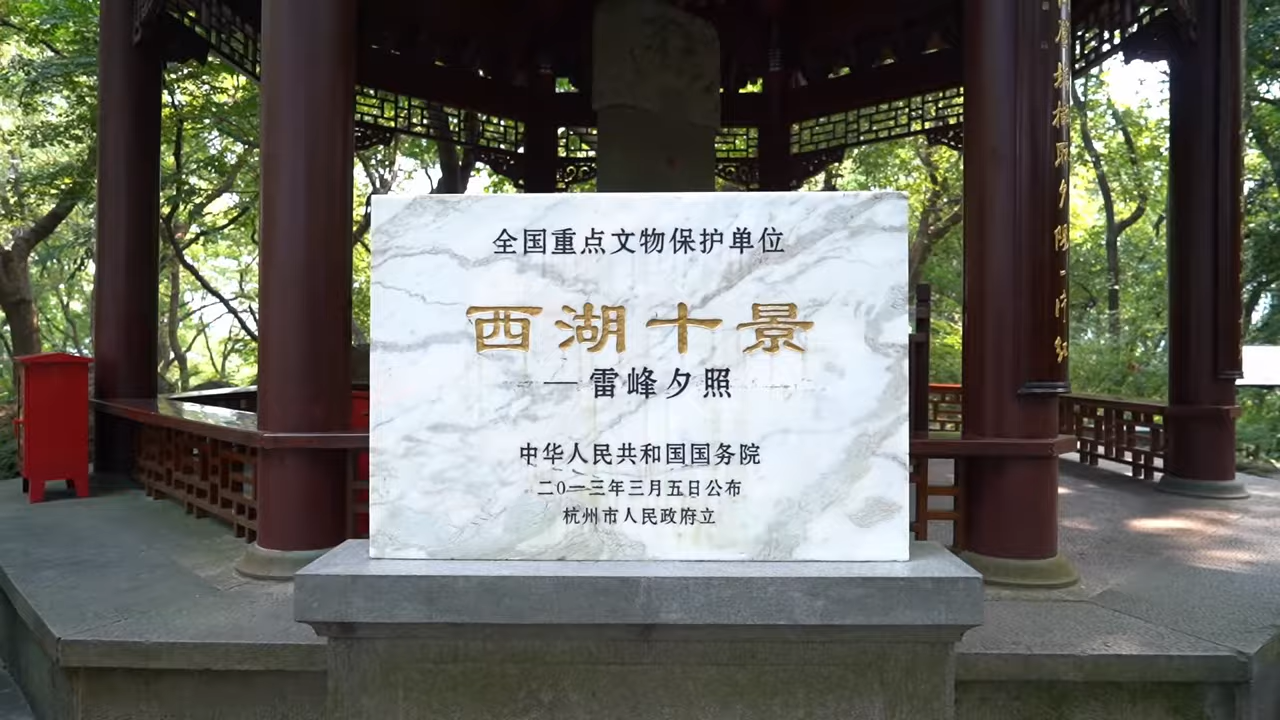 全国重点文物保护单位
西湖十景
—雷峰夕照
中华人民共和国国务院
二0一三年三月五日公布
杭州市人民政府立